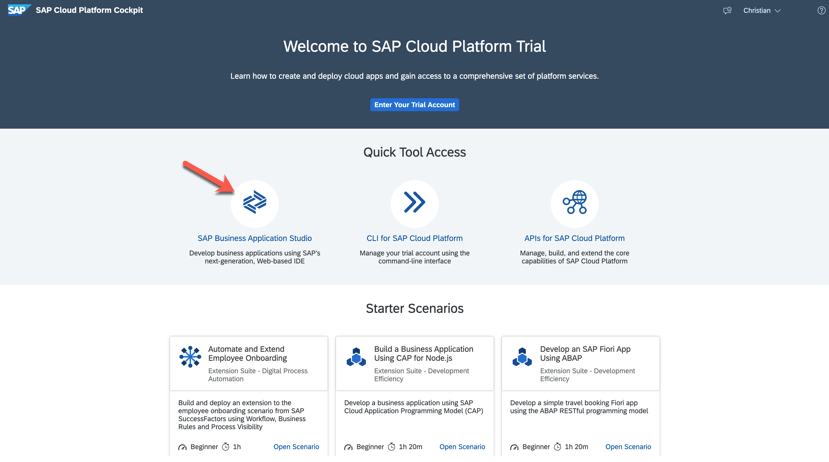 SAP SAP Cloud Platform Cockpit
Christian
Welcome to SAP Cloud Platform Trial
Learn how to create and deploy cloud apps and gain access to a comprehensive set of platform services.
Enter Your Trial Account
Quick Tool Access
SAP Business Application Studio
Develop business applications using SAP's
next-generation, Web-based IDE
CLI for SAP Cloud Platform
Manage your trial account using the
command-line interface
APIs for SAP Cloud Platform
Manage, build, and extend the core
capabilities of SAP Cloud Platform
Starter Scenarios
Automate and Extend
Employee Onboarding
Extension Suite - Digital Process
Automation
Build and deploy an extension to the
employee onboarding scenario from SAP
SuccessFactors using Workflow, Business
Rules and Process Visibility
Beginner 1h Open Scenario
Build a Business Application
Using CAP for Node.js
Extension Suite - Development
Efficiency
Develop a business application using SAP
Cloud Application Programming Model (CAP)
Beginner 1h 20m Open Scenario
Develop an SAP Fiori App
Using ABAP
Extension Suite - Development
Efficiency
Develop a simple travel booking Fiori app
using the ABAP RESTful programming model
Beginner 1h 20m Open Scenario